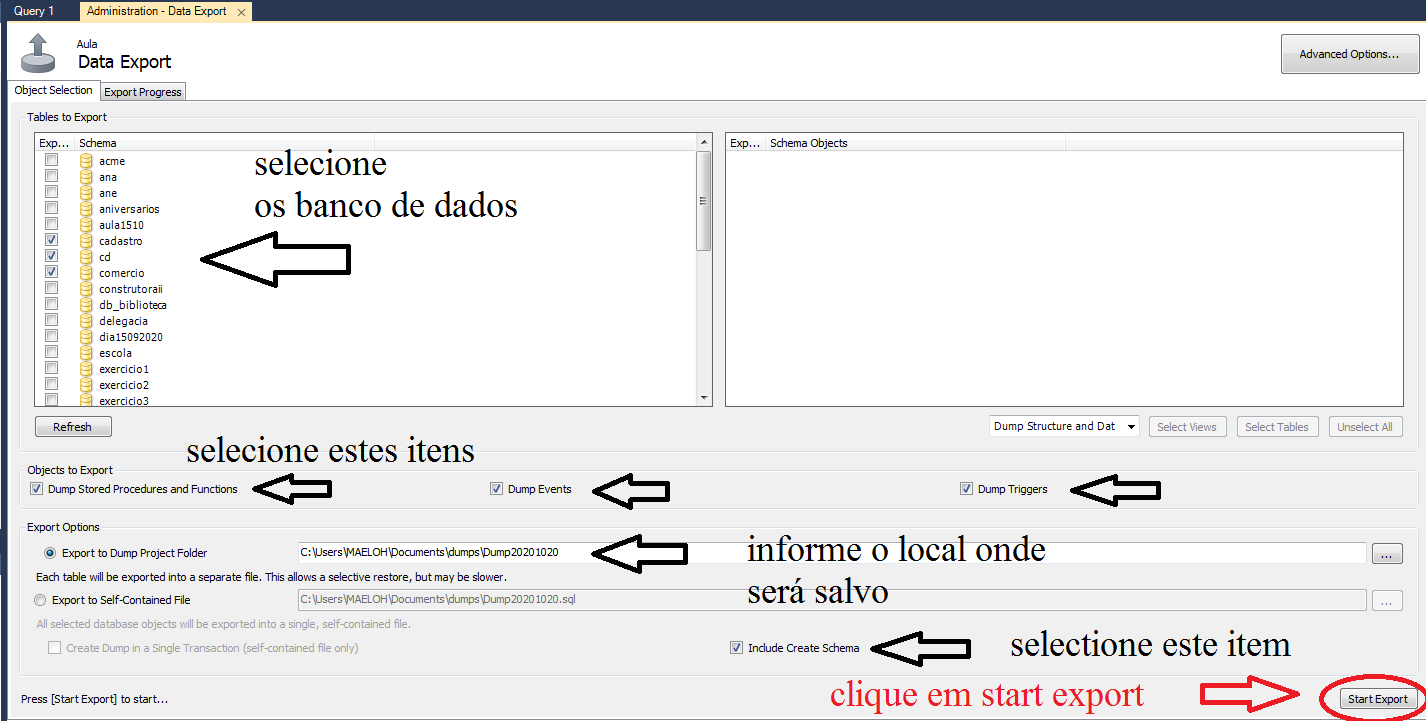 Query 1
Administration - Data Export ×
Aula
Data Export
Advanced Options...
Object Selection
Export Progress
Tables to Export
Exp... Schema
acme
ana
ane
aniversarios
aula1510
cadastro
cd
comercio
construtoraii
db_biblioteca
delegacia
dia15092020
escola
exercicio1
exercicio2
exercicio3
selecione
os banco de dados
Exp... Schema Objects
Refresh
Dump Structure and Dat
Select Views
Select Tables
Unselect All
selecione estes itens
Objects to Export
Dump Stored Procedures and Functions
Dump Events
Dump Triggers
Export Options
Export to Dump Project Folder
C:\Users\MAELOH\Documents\dumps\Dump20201020
...
informe o local onde
será salvo
Each table will be exported into a separate file. This allows a selective restore, but may be slower.
Export to Self-Contained File
C:\Users\MAELOH\Documents\dumps\Dump20201020.sql
...
All selected database objects will be exported into a single, self-contained file.
Create Dump in a Single Transaction (self-contained file only)
Include Create Schema
selectione este item
Press [Start Export] to start...
clique em start export
Start Export